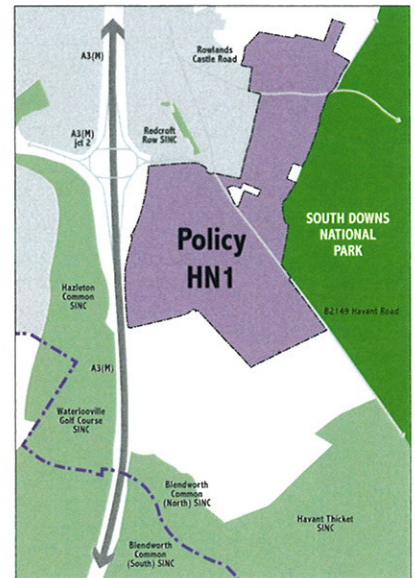 A3(M)
Rowlands
Castle Road
A3(M)
jct 2
Redcroft
Row SINC
Policy
HN1
SOUTH DOWNS
NATIONAL
PARK
Hazleton
Common
SINC
B2149 Havant Road
A3(M)
Waterlooville
Golf Course
SINC
Blendworth
Common
(North) SINC
Havant Thicket
SINC
Blendworth
Common
(South) SINC